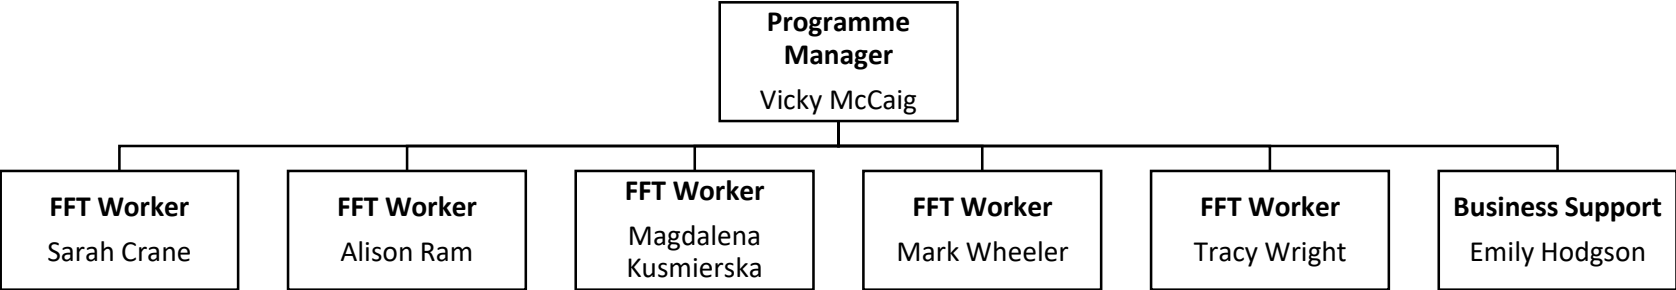 Programme
Manager
Vicky McCaig
FFT Worker
Sarah Crane
FFT Worker
Alison Ram
FFT Worker
Magdalena
Kusmierska
FFT Worker
Mark Wheeler
FFT Worker
Tracy Wright
Business Support
Emily Hodgson